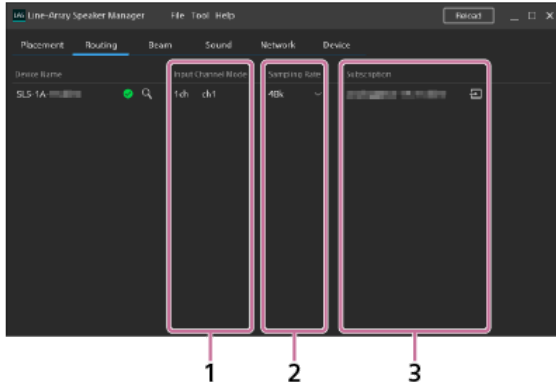 LAS Line-Array Speaker Manager File Tool Help Reload
Placement Routing Beam Sound Network Device
Device Name Input Channel Mode Sampling Rate Subscription
SLS-1A- 1ch ch1 48k
1 2 3